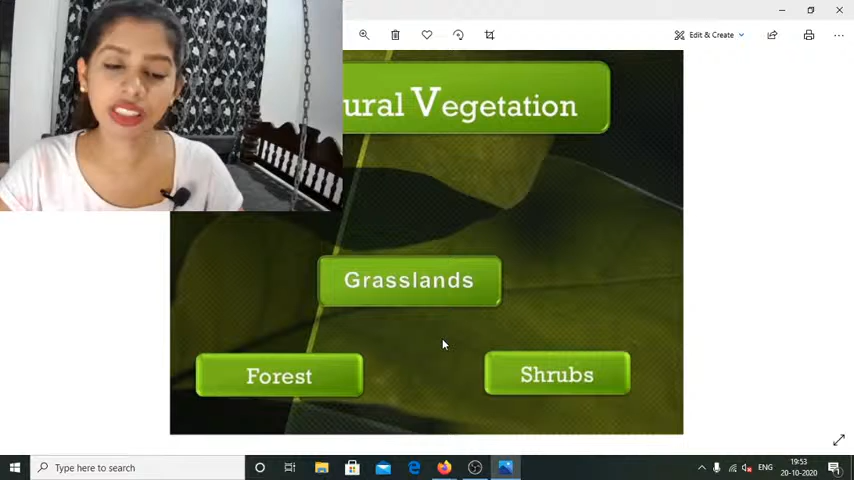 Edit & Create
ural Vegetation
Grasslands
Forest
Shrubs
Type here to search
ENG
19:53
20-10-2020